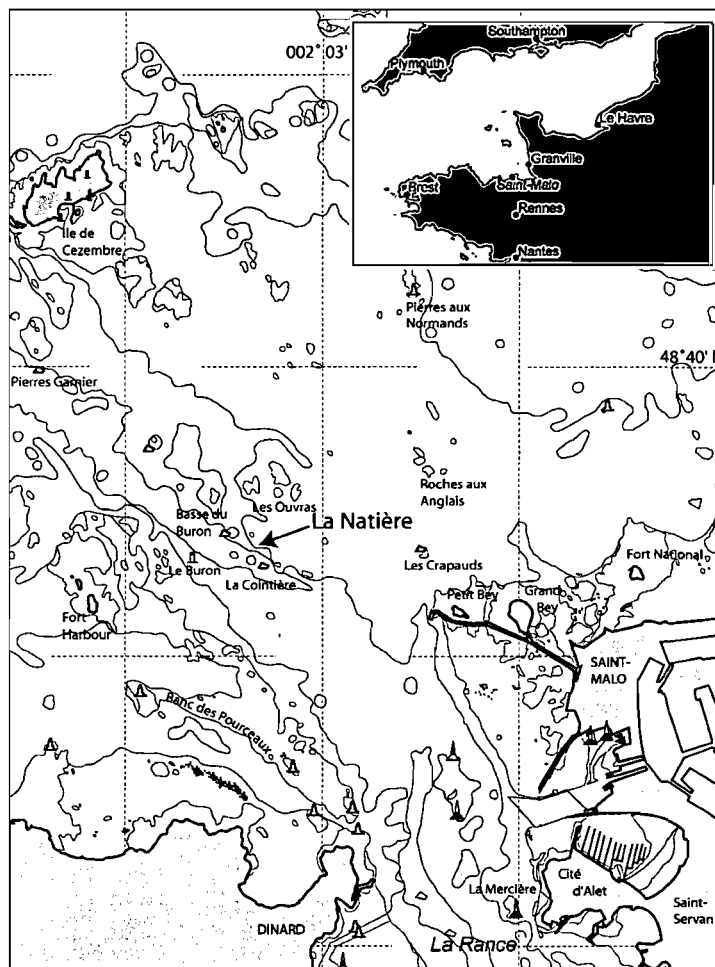 002° 03'
Southampton
Plymouth
Le Havre
Granville
Brest
Saint-Malo
Rennes
Nantes
Ile de
Cezembre
Pierres aux
Normands
48°40'
Pierres Garnier
Roches aux
Anglais
Les Ouvras
Basse du
Buron
La Natière
Le Buron
La Cointière
Les Crapauds
Fort National
Petit Bey
Grand
Bey
Fort
Harbour
SAINT-
MALO
Banc des Pourceaux
Cité
d'Alet
La Mercière
Saint-
Servan
DINARD
La Rance